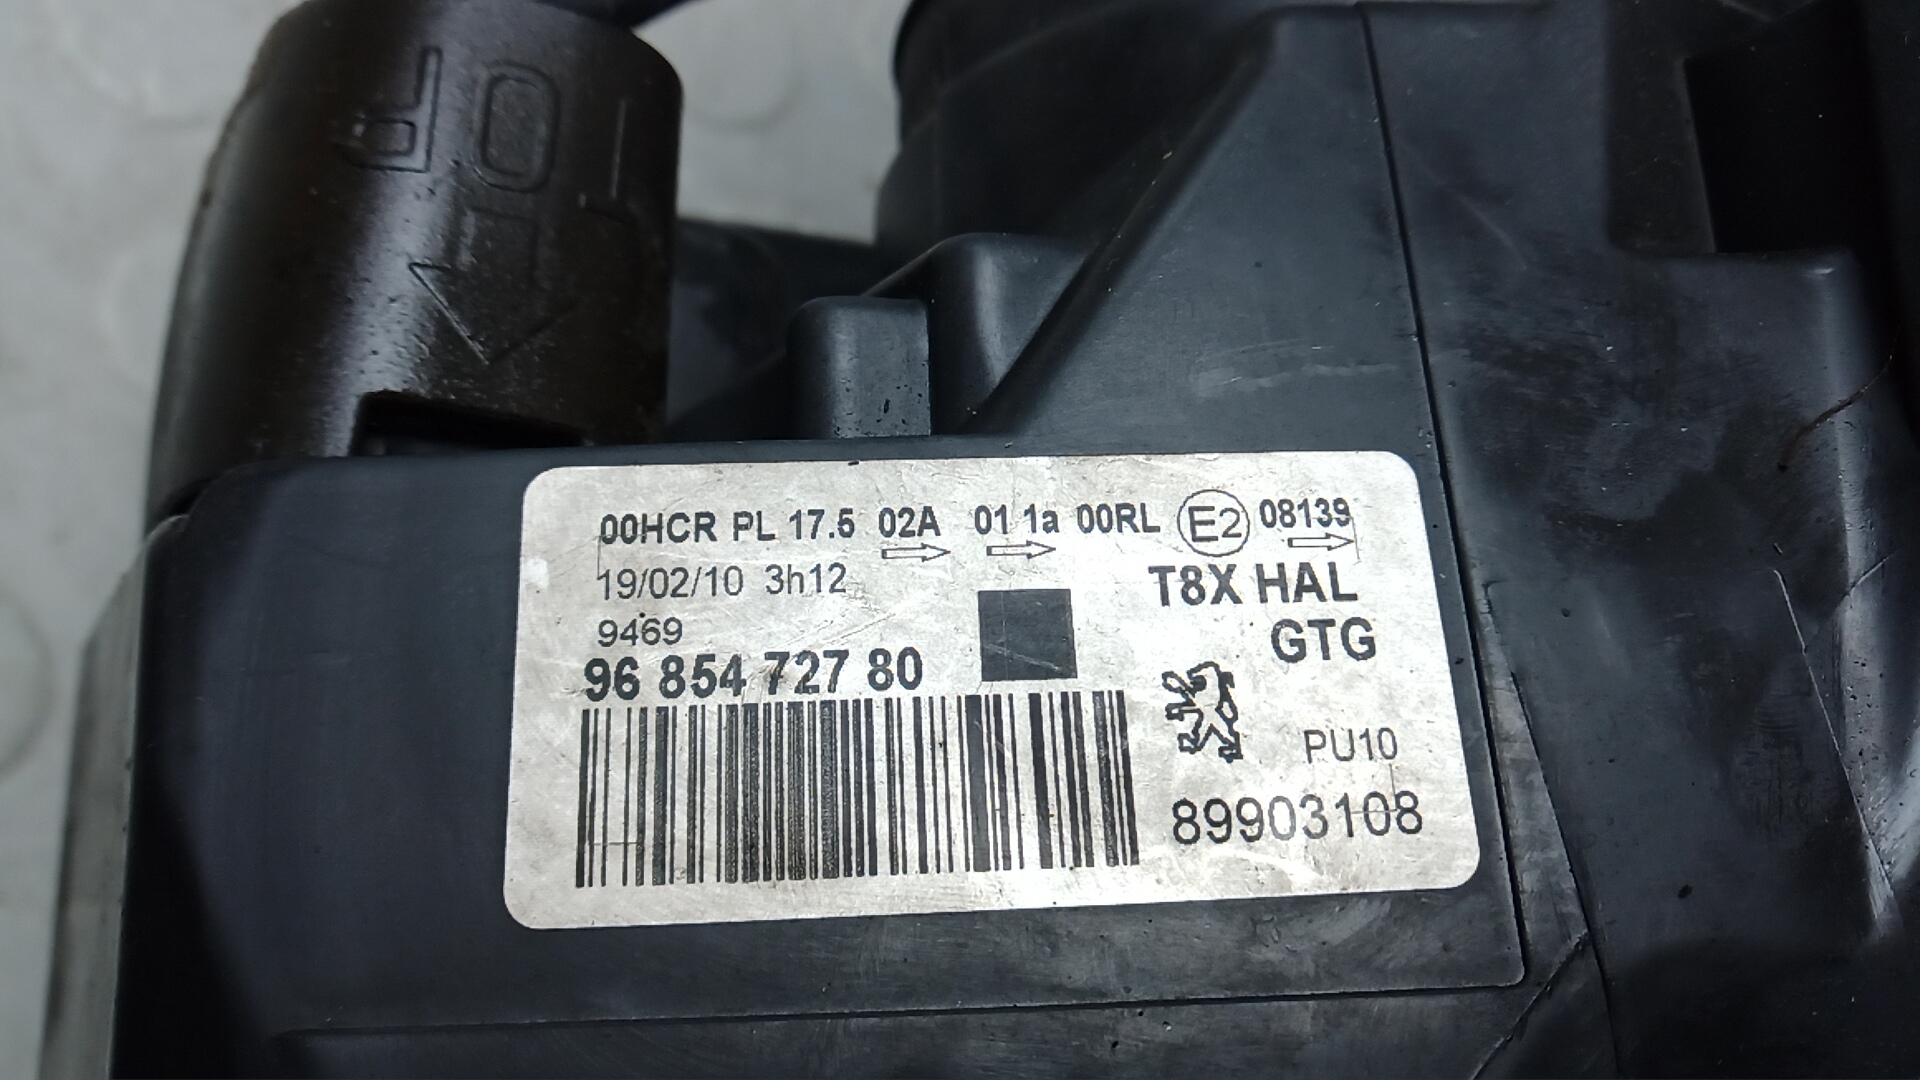 TOP
00HCR PL 17.5 02A 01 1a 00RL E2 08139
19/02/10 3h12
T8X HAL
9469
GTG
96 854 727 80
PU10
89903108